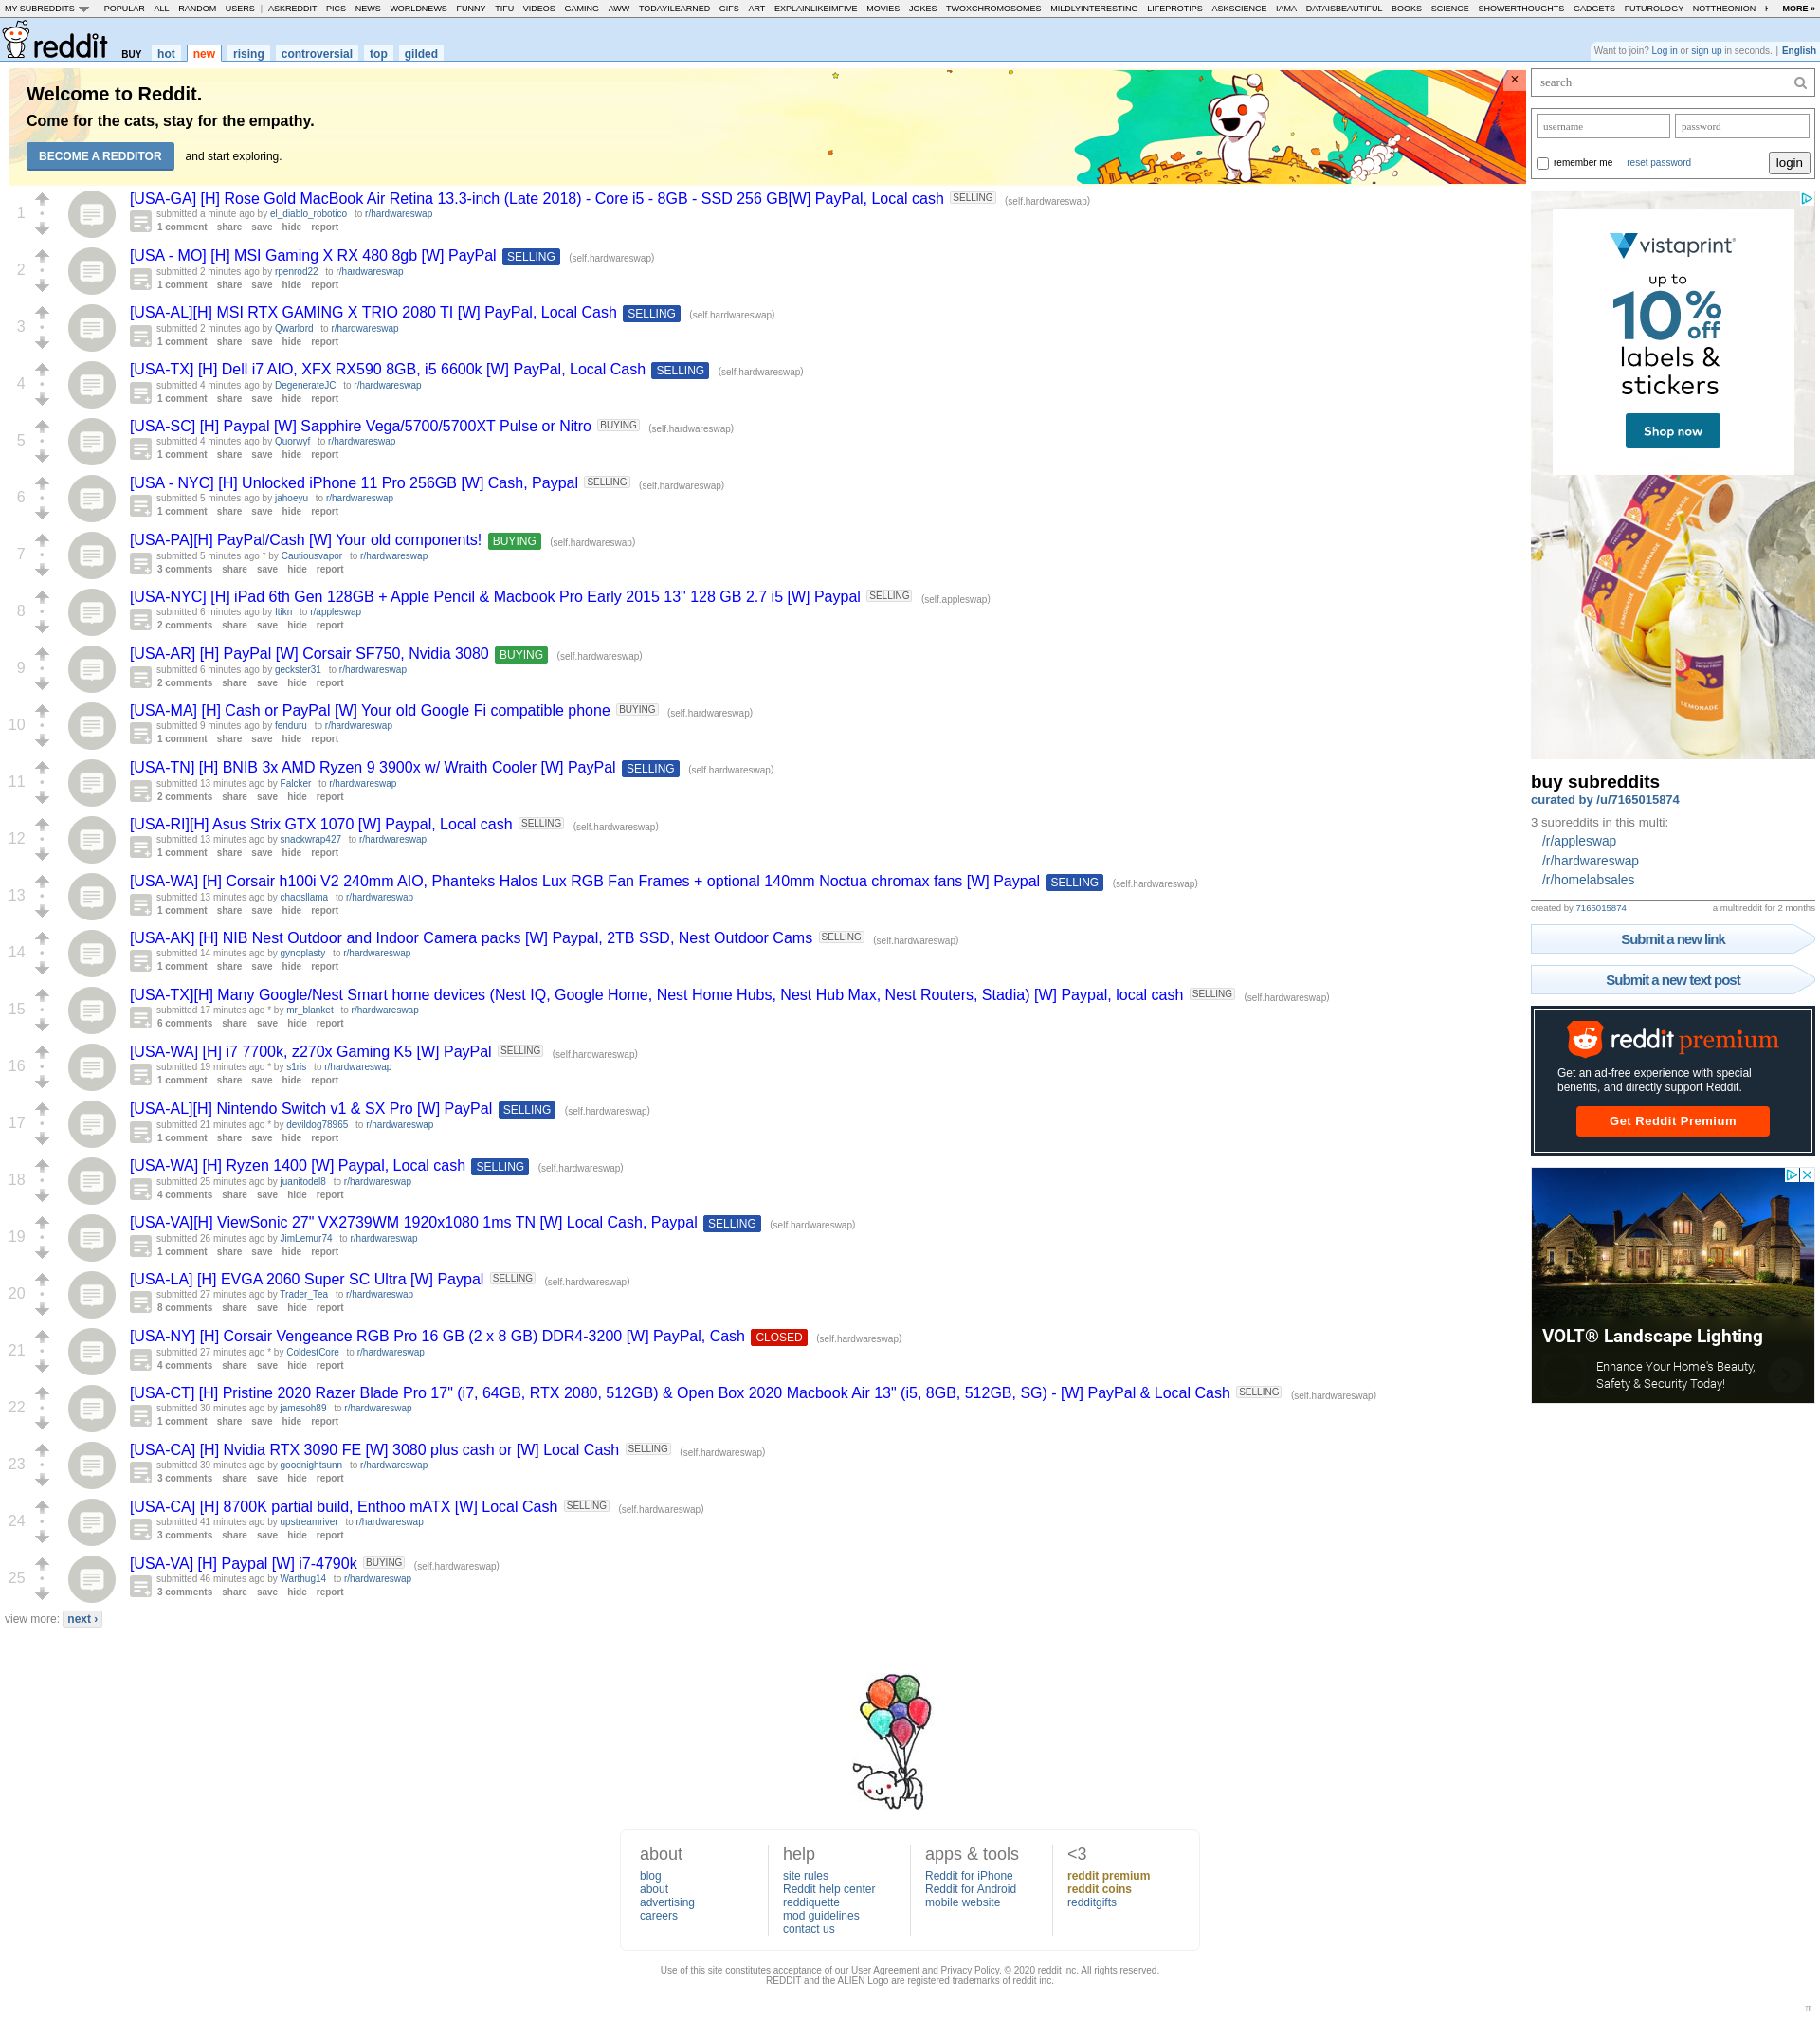 MY SUBREDDITS POPULAR - ALL - RANDOM - USERS | ASKREDDIT - PICS - NEWS - WORLDNEWS - FUNNY - TIFU - VIDEOS - GAMING - AWW - TODAYILEARNED - GIFS - ART - EXPLAINLIKEIMFIVE - MOVIES - JOKES - TWOXCHROMOSOMES - MILDLYINTERESTING - LIFEPROTIPS - ASKSCIENCE - IAMA - DATAISBEAUTIFUL - BOOKS - SCIENCE - SHOWERTHOUGHTS - GADGETS - FUTUROLOGY - NOTTHEONION - MORE »
reddit BUY hot new rising controversial top gilded
Want to join? Log in or sign up in seconds. | English
Welcome to Reddit.
Come for the cats, stay for the empathy.
BECOME A REDDITOR and start exploring.
×
1
[USA-GA] [H] Rose Gold MacBook Air Retina 13.3-inch (Late 2018) - Core i5 - 8GB - SSD 256 GB[W] PayPal, Local cash SELLING (self.hardwareswap)
submitted a minute ago by el_diablo_robotico to r/hardwareswap
1 comment share save hide report
2
[USA - MO] [H] MSI Gaming X RX 480 8gb [W] PayPal SELLING (self.hardwareswap)
submitted 2 minutes ago by rpenrod22 to r/hardwareswap
1 comment share save hide report
3
[USA-AL][H] MSI RTX GAMING X TRIO 2080 TI [W] PayPal, Local Cash SELLING (self.hardwareswap)
submitted 2 minutes ago by Qwarlord to r/hardwareswap
1 comment share save hide report
4
[USA-TX] [H] Dell i7 AIO, XFX RX590 8GB, i5 6600k [W] PayPal, Local Cash SELLING (self.hardwareswap)
submitted 4 minutes ago by DegenerateJC to r/hardwareswap
1 comment share save hide report
5
[USA-SC] [H] Paypal [W] Sapphire Vega/5700/5700XT Pulse or Nitro BUYING (self.hardwareswap)
submitted 4 minutes ago by Quorwyf to r/hardwareswap
1 comment share save hide report
6
[USA - NYC] [H] Unlocked iPhone 11 Pro 256GB [W] Cash, Paypal SELLING (self.hardwareswap)
submitted 5 minutes ago by jahoeyu to r/hardwareswap
1 comment share save hide report
7
[USA-PA][H] PayPal/Cash [W] Your old components! BUYING (self.hardwareswap)
submitted 5 minutes ago * by Cautiousvapor to r/hardwareswap
3 comments share save hide report
8
[USA-NYC] [H] iPad 6th Gen 128GB + Apple Pencil & Macbook Pro Early 2015 13" 128 GB 2.7 i5 [W] Paypal SELLING (self.appleswap)
submitted 6 minutes ago by ltikn to r/appleswap
2 comments share save hide report
9
[USA-AR] [H] PayPal [W] Corsair SF750, Nvidia 3080 BUYING (self.hardwareswap)
submitted 6 minutes ago by geckster31 to r/hardwareswap
2 comments share save hide report
10
[USA-MA] [H] Cash or PayPal [W] Your old Google Fi compatible phone BUYING (self.hardwareswap)
submitted 9 minutes ago by fenduru to r/hardwareswap
1 comment share save hide report
11
[USA-TN] [H] BNIB 3x AMD Ryzen 9 3900x w/ Wraith Cooler [W] PayPal SELLING (self.hardwareswap)
submitted 13 minutes ago by Falcker to r/hardwareswap
2 comments share save hide report
12
[USA-RI][H] Asus Strix GTX 1070 [W] Paypal, Local cash SELLING (self.hardwareswap)
submitted 13 minutes ago by snackwrap427 to r/hardwareswap
1 comment share save hide report
13
[USA-WA] [H] Corsair h100i V2 240mm AIO, Phanteks Halos Lux RGB Fan Frames + optional 140mm Noctua chromax fans [W] Paypal SELLING (self.hardwareswap)
submitted 13 minutes ago by chaosllama to r/hardwareswap
1 comment share save hide report
14
[USA-AK] [H] NIB Nest Outdoor and Indoor Camera packs [W] Paypal, 2TB SSD, Nest Outdoor Cams SELLING (self.hardwareswap)
submitted 14 minutes ago by gynoplasty to r/hardwareswap
1 comment share save hide report
15
[USA-TX][H] Many Google/Nest Smart home devices (Nest IQ, Google Home, Nest Home Hubs, Nest Hub Max, Nest Routers, Stadia) [W] Paypal, local cash SELLING (self.hardwareswap)
submitted 17 minutes ago * by mr_blanket to r/hardwareswap
6 comments share save hide report
16
[USA-WA] [H] i7 7700k, z270x Gaming K5 [W] PayPal SELLING (self.hardwareswap)
submitted 19 minutes ago * by s1ris to r/hardwareswap
1 comment share save hide report
17
[USA-AL][H] Nintendo Switch v1 & SX Pro [W] PayPal SELLING (self.hardwareswap)
submitted 21 minutes ago * by devildog78965 to r/hardwareswap
1 comment share save hide report
18
[USA-WA] [H] Ryzen 1400 [W] Paypal, Local cash SELLING (self.hardwareswap)
submitted 25 minutes ago by juanitodel8 to r/hardwareswap
4 comments share save hide report
19
[USA-VA][H] ViewSonic 27" VX2739WM 1920x1080 1ms TN [W] Local Cash, Paypal SELLING (self.hardwareswap)
submitted 26 minutes ago by JimLemur74 to r/hardwareswap
1 comment share save hide report
20
[USA-LA] [H] EVGA 2060 Super SC Ultra [W] Paypal SELLING (self.hardwareswap)
submitted 27 minutes ago by Trader_Tea to r/hardwareswap
8 comments share save hide report
21
[USA-NY] [H] Corsair Vengeance RGB Pro 16 GB (2 x 8 GB) DDR4-3200 [W] PayPal, Cash CLOSED (self.hardwareswap)
submitted 27 minutes ago * by ColdestCore to r/hardwareswap
4 comments share save hide report
22
[USA-CT] [H] Pristine 2020 Razer Blade Pro 17" (i7, 64GB, RTX 2080, 512GB) & Open Box 2020 Macbook Air 13" (i5, 8GB, 512GB, SG) - [W] PayPal & Local Cash SELLING (self.hardwareswap)
submitted 30 minutes ago by jamesoh89 to r/hardwareswap
1 comment share save hide report
23
[USA-CA] [H] Nvidia RTX 3090 FE [W] 3080 plus cash or [W] Local Cash SELLING (self.hardwareswap)
submitted 39 minutes ago by goodnightsunn to r/hardwareswap
3 comments share save hide report
24
[USA-CA] [H] 8700K partial build, Enthoo mATX [W] Local Cash SELLING (self.hardwareswap)
submitted 41 minutes ago by upstreamriver to r/hardwareswap
3 comments share save hide report
25
[USA-VA] [H] Paypal [W] i7-4790k BUYING (self.hardwareswap)
submitted 46 minutes ago by Warthug14 to r/hardwareswap
3 comments share save hide report
view more: next ›
search
username password
remember me reset password login
vistaprint
up to
10% off
labels &
stickers
Shop now
LEMONADE
LEMONADE
LEMONADE
LEMONADE
LEMONADE
buy subreddits
curated by /u/7165015874
3 subreddits in this multi:
/r/appleswap
/r/hardwareswap
/r/homelabsales
created by 7165015874 a multireddit for 2 months
Submit a new link
Submit a new text post
reddit premium
Get an ad-free experience with special
benefits, and directly support Reddit.
Get Reddit Premium
VOLT® Landscape Lighting
Enhance Your Home's Beauty,
Safety & Security Today!
about
blog
about
advertising
careers
help
site rules
Reddit help center
reddiquette
mod guidelines
contact us
apps & tools
Reddit for iPhone
Reddit for Android
mobile website
<3
reddit premium
reddit coins
redditgifts
Use of this site constitutes acceptance of our User Agreement and Privacy Policy. © 2020 reddit inc. All rights reserved.
REDDIT and the ALIEN Logo are registered trademarks of reddit inc.
π